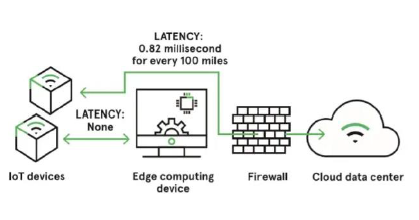 LATENCY:
0.82 millisecond
for every 100 miles
LATENCY:
None
IoT devices
Edge computing
device
Firewall
Cloud data center